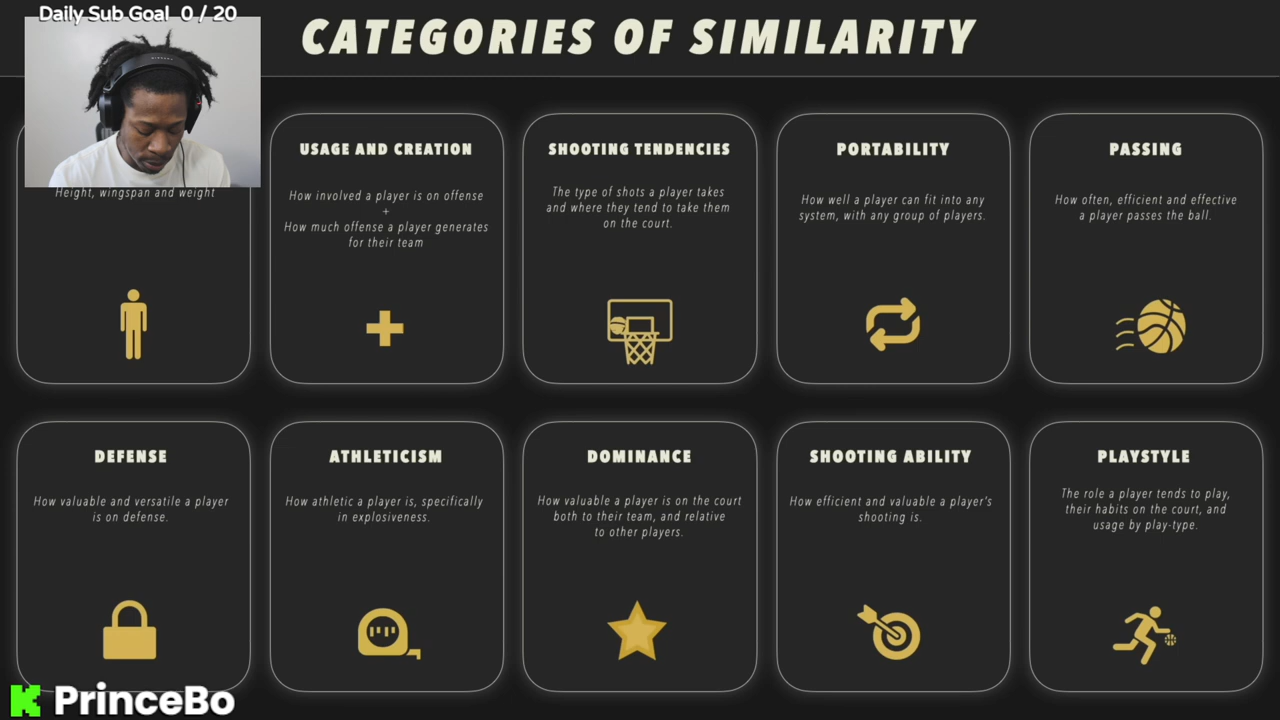 Daily Sub Goal 0 / 20
CATEGORIES OF SIMILARITY
Height, wingspan and weight
USAGE AND CREATION
How involved a player is on offense
+
How much offense a player generates
for their team
SHOOTING TENDENCIES
The type of shots a player takes
and where they tend to take them
on the court.
PORTABILITY
How well a player can fit into any
system, with any group of players.
PASSING
How often, efficient and effective
a player passes the ball.
DEFENSE
How valuable and versatile a player
is on defense.
ATHLETICISM
How athletic a player is, specifically
in explosiveness.
DOMINANCE
How valuable a player is on the court
both to their team, and relative
to other players.
SHOOTING ABILITY
How efficient and valuable a player's
shooting is.
PLAYSTYLE
The role a player tends to play,
their habits on the court, and
usage by play-type.
K PrinceBo